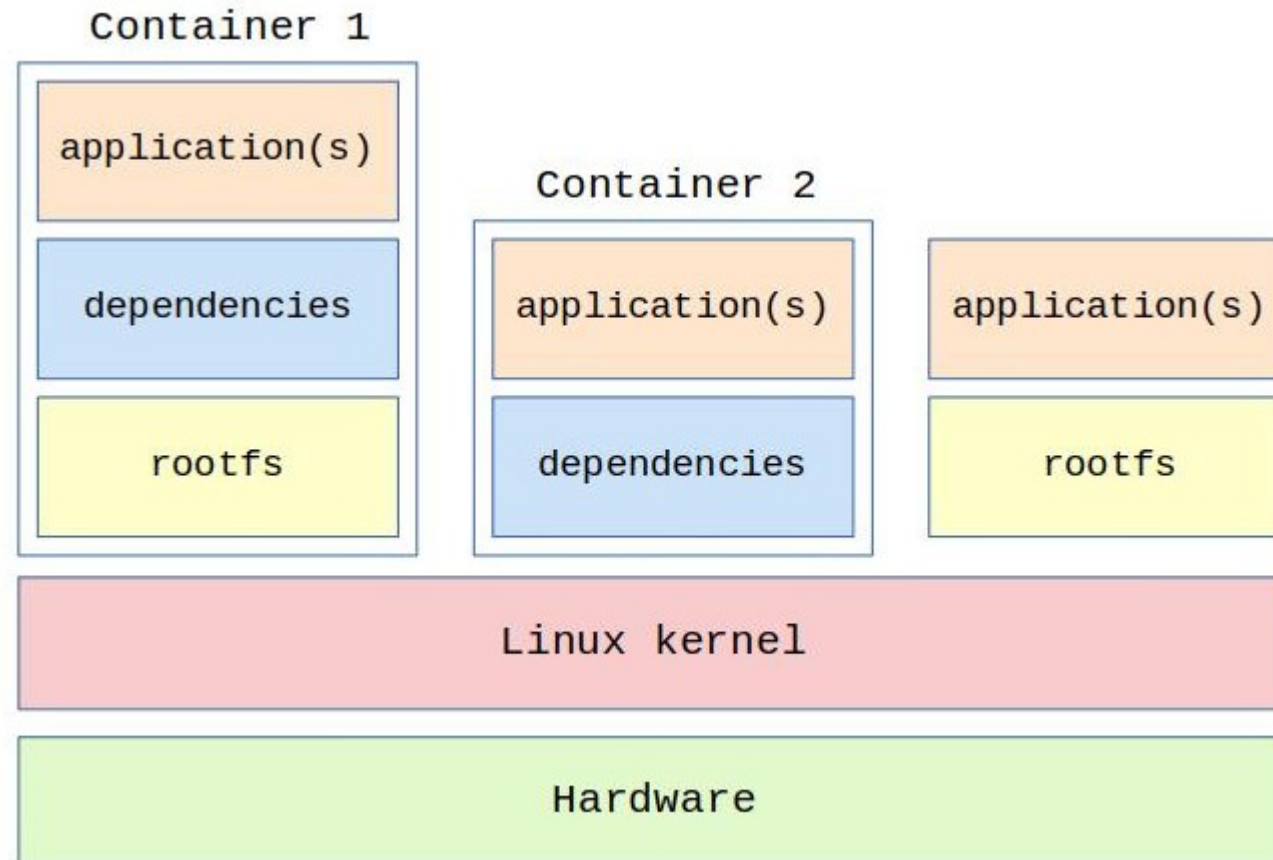 Container 1
application(s)
dependencies
rootfs
Container 2
application(s)
dependencies
application(s)
rootfs
Linux kernel
Hardware